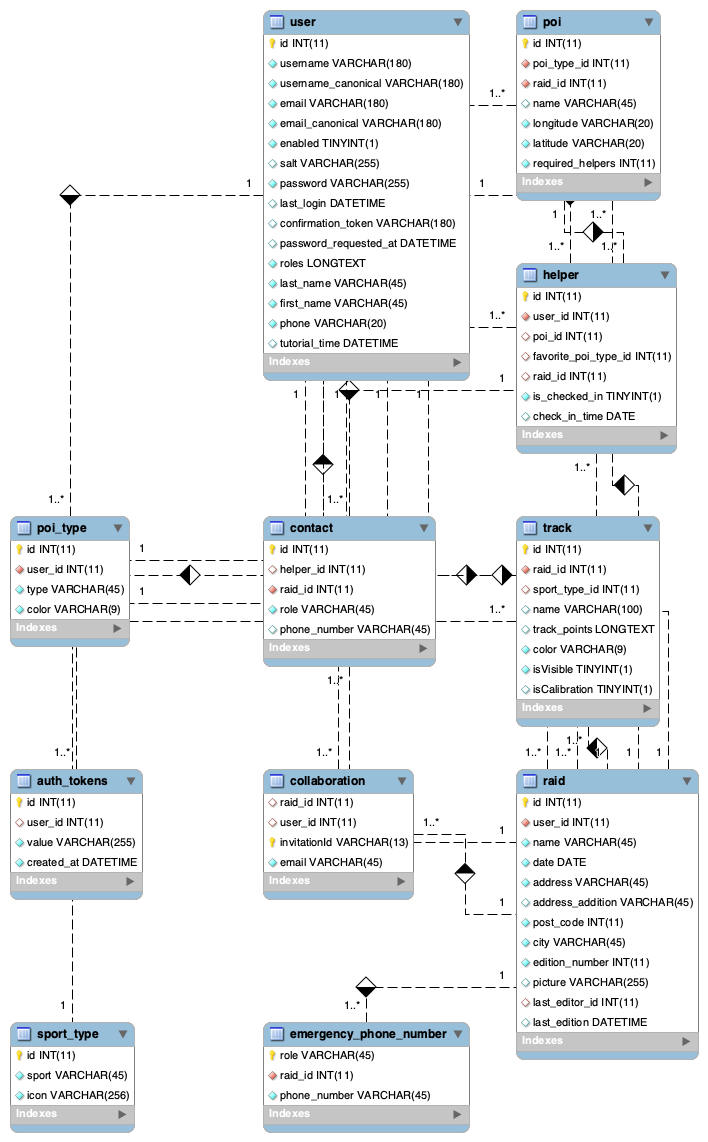 user
id INT(11)
username VARCHAR(180)
username_canonical VARCHAR(180)
email VARCHAR(180)
email_canonical VARCHAR(180)
enabled TINYINT(1)
salt VARCHAR(255)
password VARCHAR(255)
last_login DATETIME
confirmation_token VARCHAR(180)
password_requested_at DATETIME
roles LONGTEXT
last_name VARCHAR(45)
first_name VARCHAR(45)
phone VARCHAR(20)
tutorial_time DATETIME
Indexes
poi
id INT(11)
poi_type_id INT(11)
raid_id INT(11)
name VARCHAR(45)
longitude VARCHAR(20)
latitude VARCHAR(20)
required_helpers INT(11)
Indexes
1..*
1
1
1
1..*
1..*
1..*
helper
id INT(11)
user_id INT(11)
poi_id INT(11)
favorite_poi_type_id INT(11)
raid_id INT(11)
is_checked_in TINYINT(1)
check_in_time DATE
Indexes
1..*
1
1
1
1
1
1..*
1..*
1..*
poi_type
id INT(11)
user_id INT(11)
type VARCHAR(45)
color VARCHAR(9)
Indexes
1
1
contact
id INT(11)
helper_id INT(11)
raid_id INT(11)
role VARCHAR(45)
phone_number VARCHAR(45)
Indexes
1..*
track
id INT(11)
raid_id INT(11)
sport_type_id INT(11)
name VARCHAR(100)
track_points LONGTEXT
color VARCHAR(9)
isVisible TINYINT(1)
isCalibration TINYINT(1)
Indexes
1..*
1..*
1..*
1..*
1..*
1..*
1
1
1
auth_tokens
id INT(11)
user_id INT(11)
value VARCHAR(255)
created_at DATETIME
Indexes
collaboration
raid_id INT(11)
user_id INT(11)
invitationId VARCHAR(13)
email VARCHAR(45)
Indexes
1..*
1
1
raid
id INT(11)
user_id INT(11)
name VARCHAR(45)
date DATE
address VARCHAR(45)
address_addition VARCHAR(45)
post_code INT(11)
city VARCHAR(45)
edition_number INT(11)
picture VARCHAR(255)
last_editor_id INT(11)
last_edition DATETIME
Indexes
1
1
1..*
sport_type
id INT(11)
sport VARCHAR(45)
icon VARCHAR(256)
Indexes
emergency_phone_number
role VARCHAR(45)
raid_id INT(11)
phone_number VARCHAR(45)
Indexes